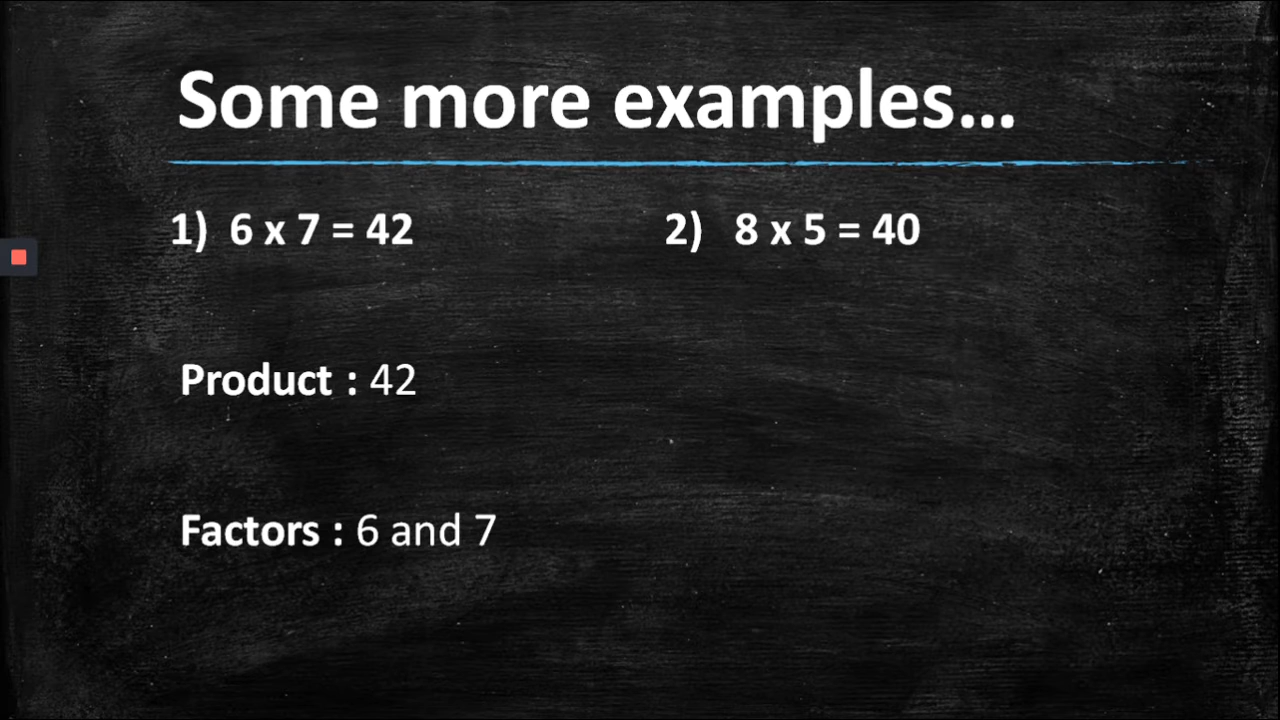 Some more examples...
1) 6 x 7 = 42
2) 8 x 5 = 40
Product : 42
Factors : 6 and 7